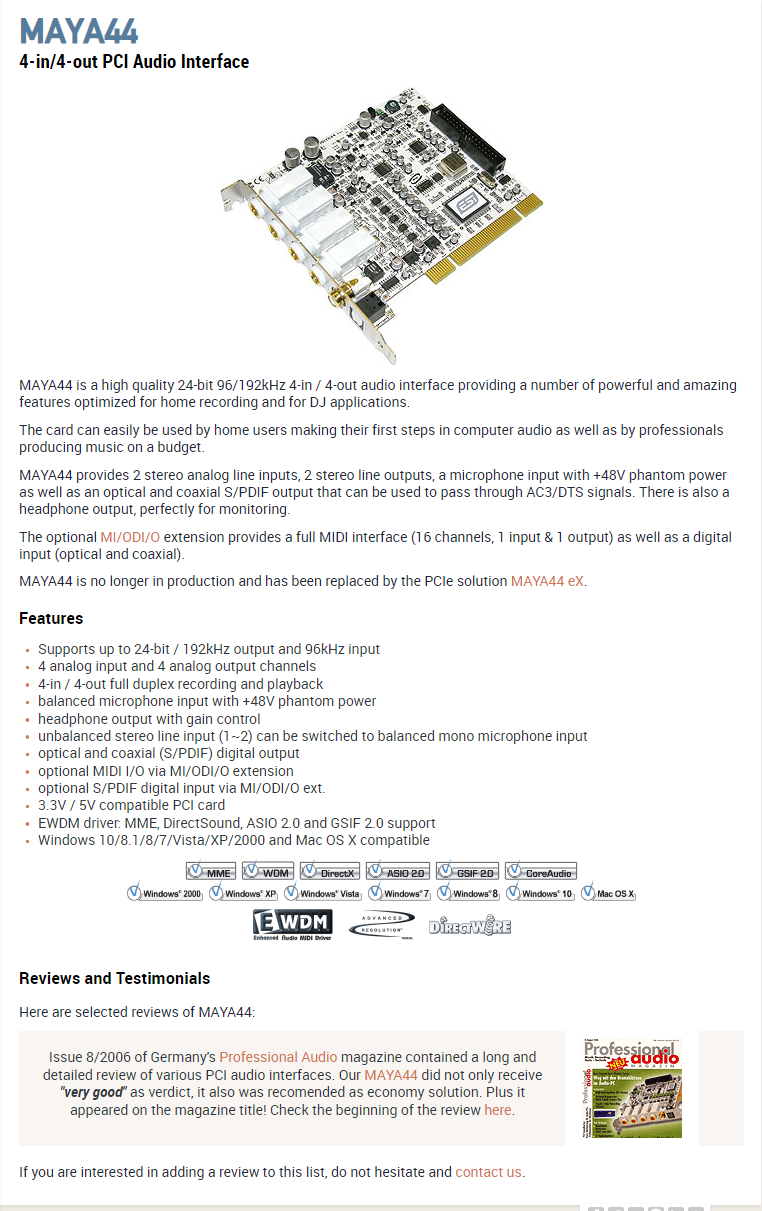 MAYA44
4-in/4-out PCI Audio Interface
ESI
MAYA44 is a high quality 24-bit 96/192kHz 4-in / 4-out audio interface providing a number of powerful and amazing
features optimized for home recording and for DJ applications.
The card can easily be used by home users making their first steps in computer audio as well as by professionals
producing music on a budget.
MAYA44 provides 2 stereo analog line inputs, 2 stereo line outputs, a microphone input with +48V phantom power
as well as an optical and coaxial S/PDIF output that can be used to pass through AC3/DTS signals. There is also a
headphone output, perfectly for monitoring.
The optional MI/ODI/O extension provides a full MIDI interface (16 channels, 1 input & 1 output) as well as a digital
input (optical and coaxial).
MAYA44 is no longer in production and has been replaced by the PCIe solution MAYA44 eX.
Features
• Supports up to 24-bit / 192kHz output and 96kHz input
• 4 analog input and 4 analog output channels
• 4-in / 4-out full duplex recording and playback
• balanced microphone input with +48V phantom power
• headphone output with gain control
• unbalanced stereo line input (1~2) can be switched to balanced mono microphone input
• optical and coaxial (S/PDIF) digital output
• optional MIDI I/O via MI/ODI/O extension
• optional S/PDIF digital input via MI/ODI/O ext.
• 3.3V / 5V compatible PCI card
• EWDM driver: MME, DirectSound, ASIO 2.0 and GSIF 2.0 support
• Windows 10/8.1/8/7/Vista/XP/2000 and Mac OS X compatible
MME WDM DirectX ASIO 2.0 GSIF 2.0 CoreAudio
Windows® 2000 Windows® XP Windows® Vista Windows® 7 Windows® 8 Windows® 10 Mac OS X
EWDM ADVANCED
Enhanced Audio MIDI Driver RESOLUTION™ DIRECTWIRE
Reviews and Testimonials
Here are selected reviews of MAYA44:
Issue 8/2006 of Germany's Professional Audio magazine contained a long and
detailed review of various PCI audio interfaces. Our MAYA44 did not only receive
"very good" as verdict, it also was recomended as economy solution. Plus it
appeared on the magazine title! Check the beginning of the review here.
Professional
audio
MAGAZIN
If you are interested in adding a review to this list, do not hesitate and contact us.